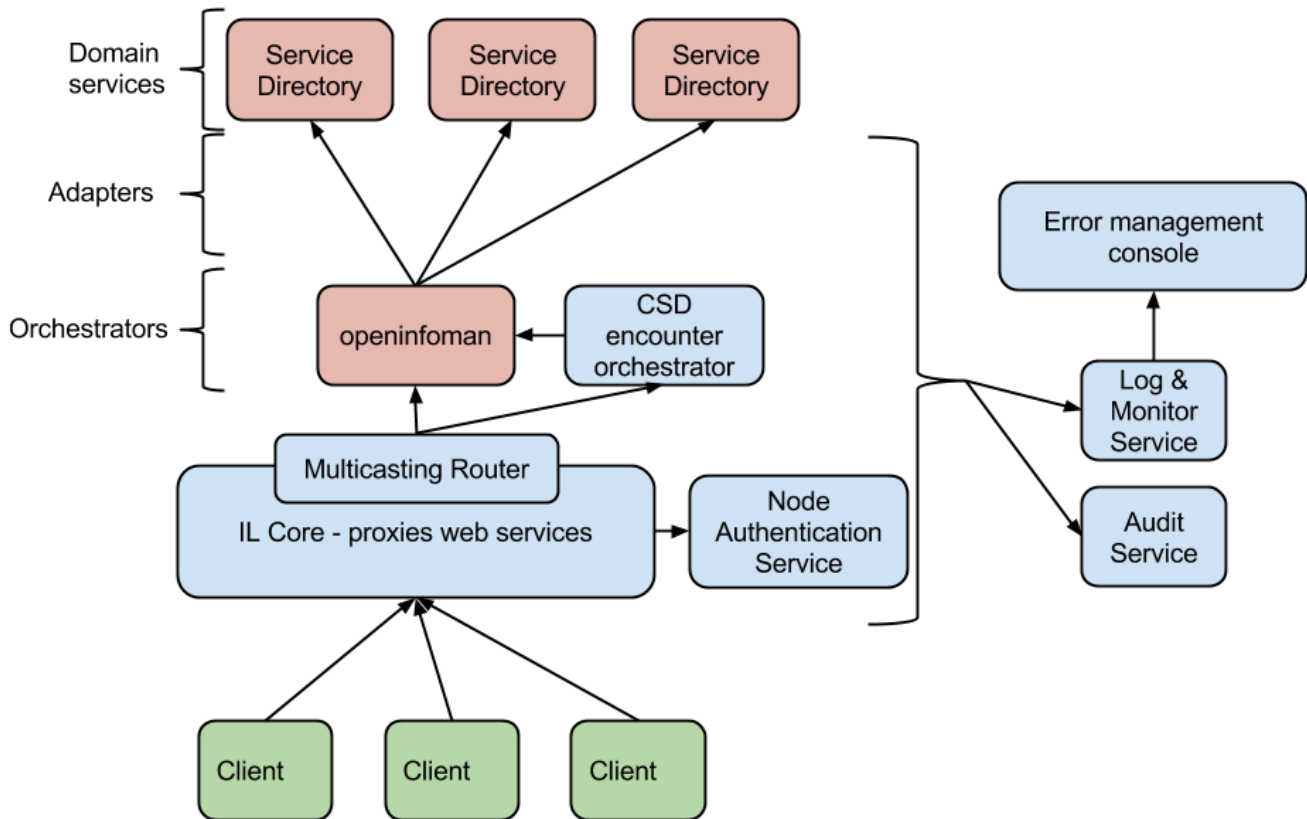 Domain
services
Service
Directory
Service
Directory
Service
Directory
Adapters
Error management
console
Orchestrators
openinfoman
CSD
encounter
orchestrator
Log &
Monitor
Service
Multicasting Router
IL Core - proxies web services
Node
Authentication
Service
Audit
Service
Client
Client
Client